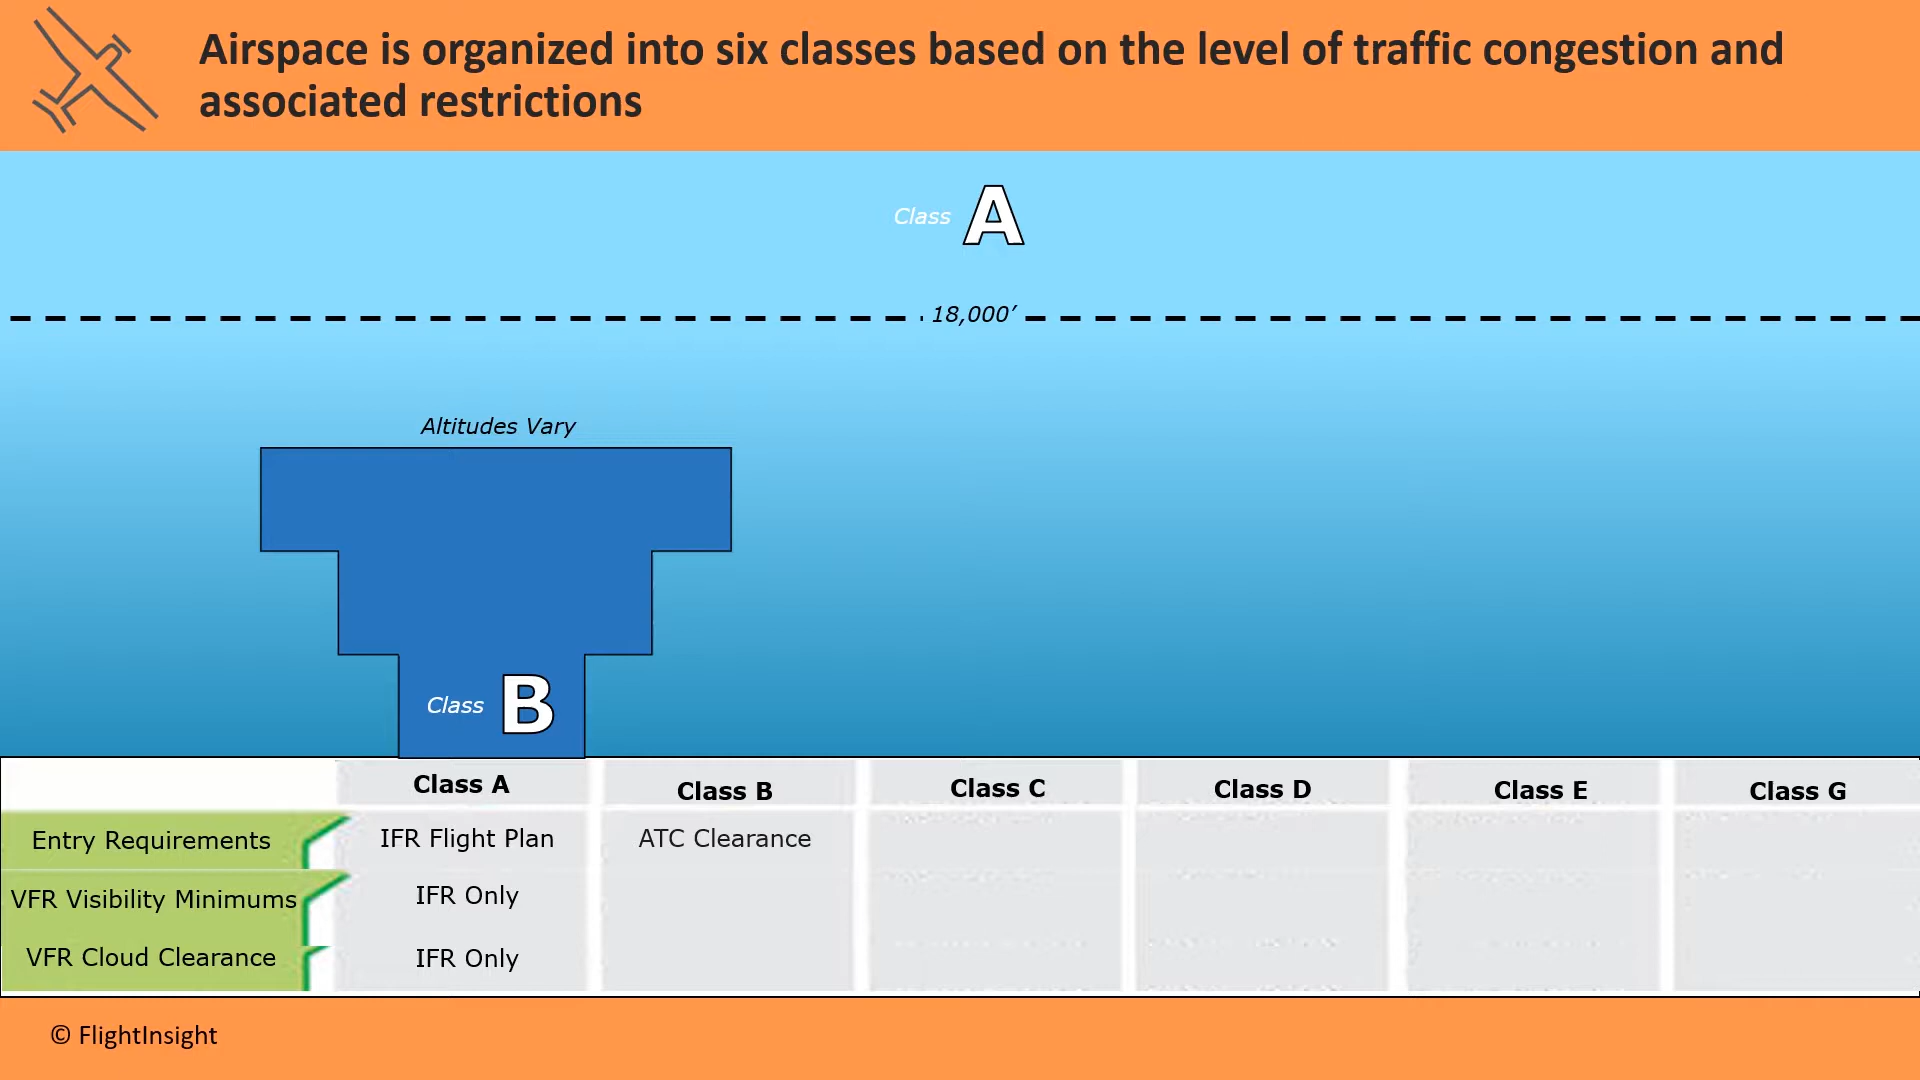 Airspace is organized into six classes based on the level of traffic congestion and
associated restrictions
Class A
18,000’
Altitudes Vary
Class B
Class A Class B Class C Class D Class E Class G
Entry Requirements IFR Flight Plan ATC Clearance
VFR Visibility Minimums IFR Only
VFR Cloud Clearance IFR Only
© FlightInsight